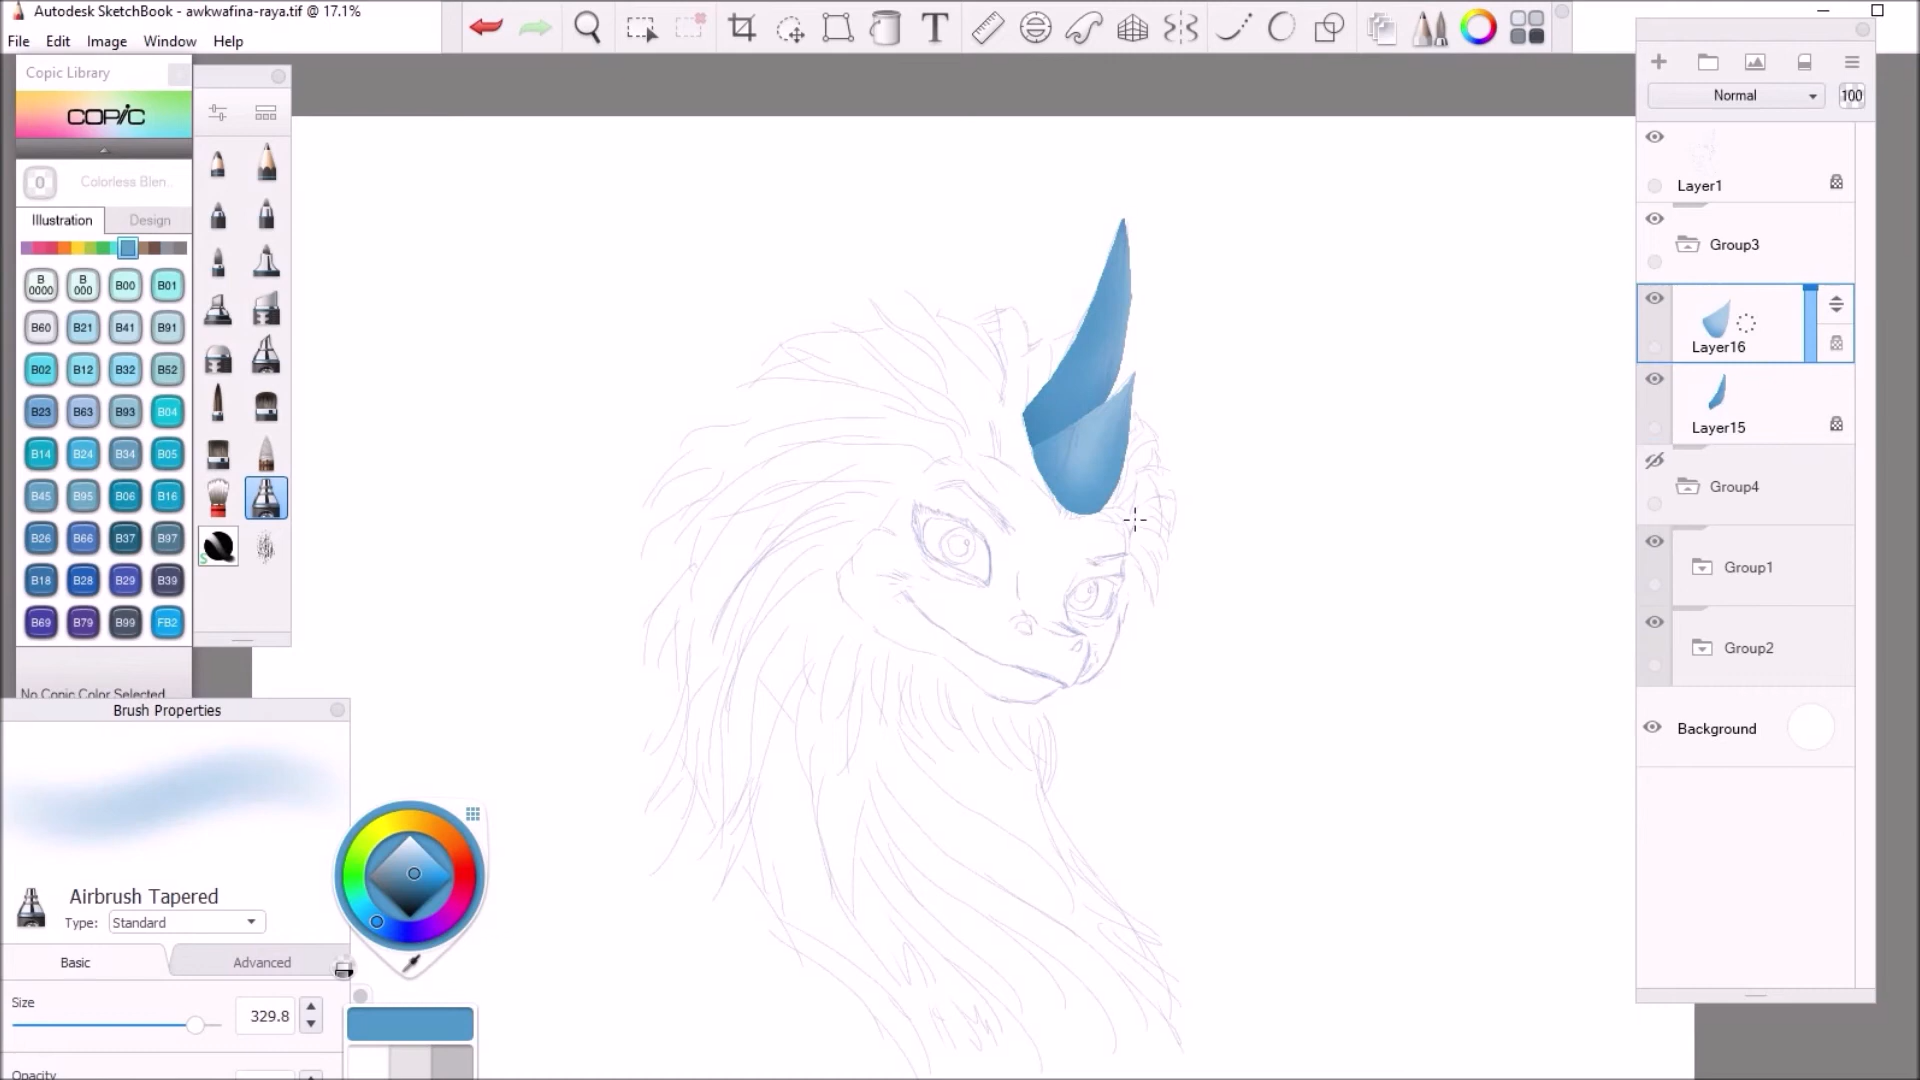 Autodesk SketchBook - awkwafina-raya.tif @ 17.1%
File Edit Image Window Help
Copic Library
COPIC
0 Colorless Blen..
Illustration Design
B0000 B000 B00 B01
B60 B21 B41 B91
B02 B12 B32 B52
B23 B63 B93 B04
B14 B24 B34 B05
B45 B95 B06 B16
B26 B66 B37 B97
B18 B28 B29 B39
B69 B79 B99 FB2
No Copic Color Selected
S
Brush Properties
Airbrush Tapered
Type: Standard
Basic Advanced
Size
329.8
Opacity
T
Normal 100
Layer1
Group3
Layer16
Layer15
Group4
Group1
Group2
Background